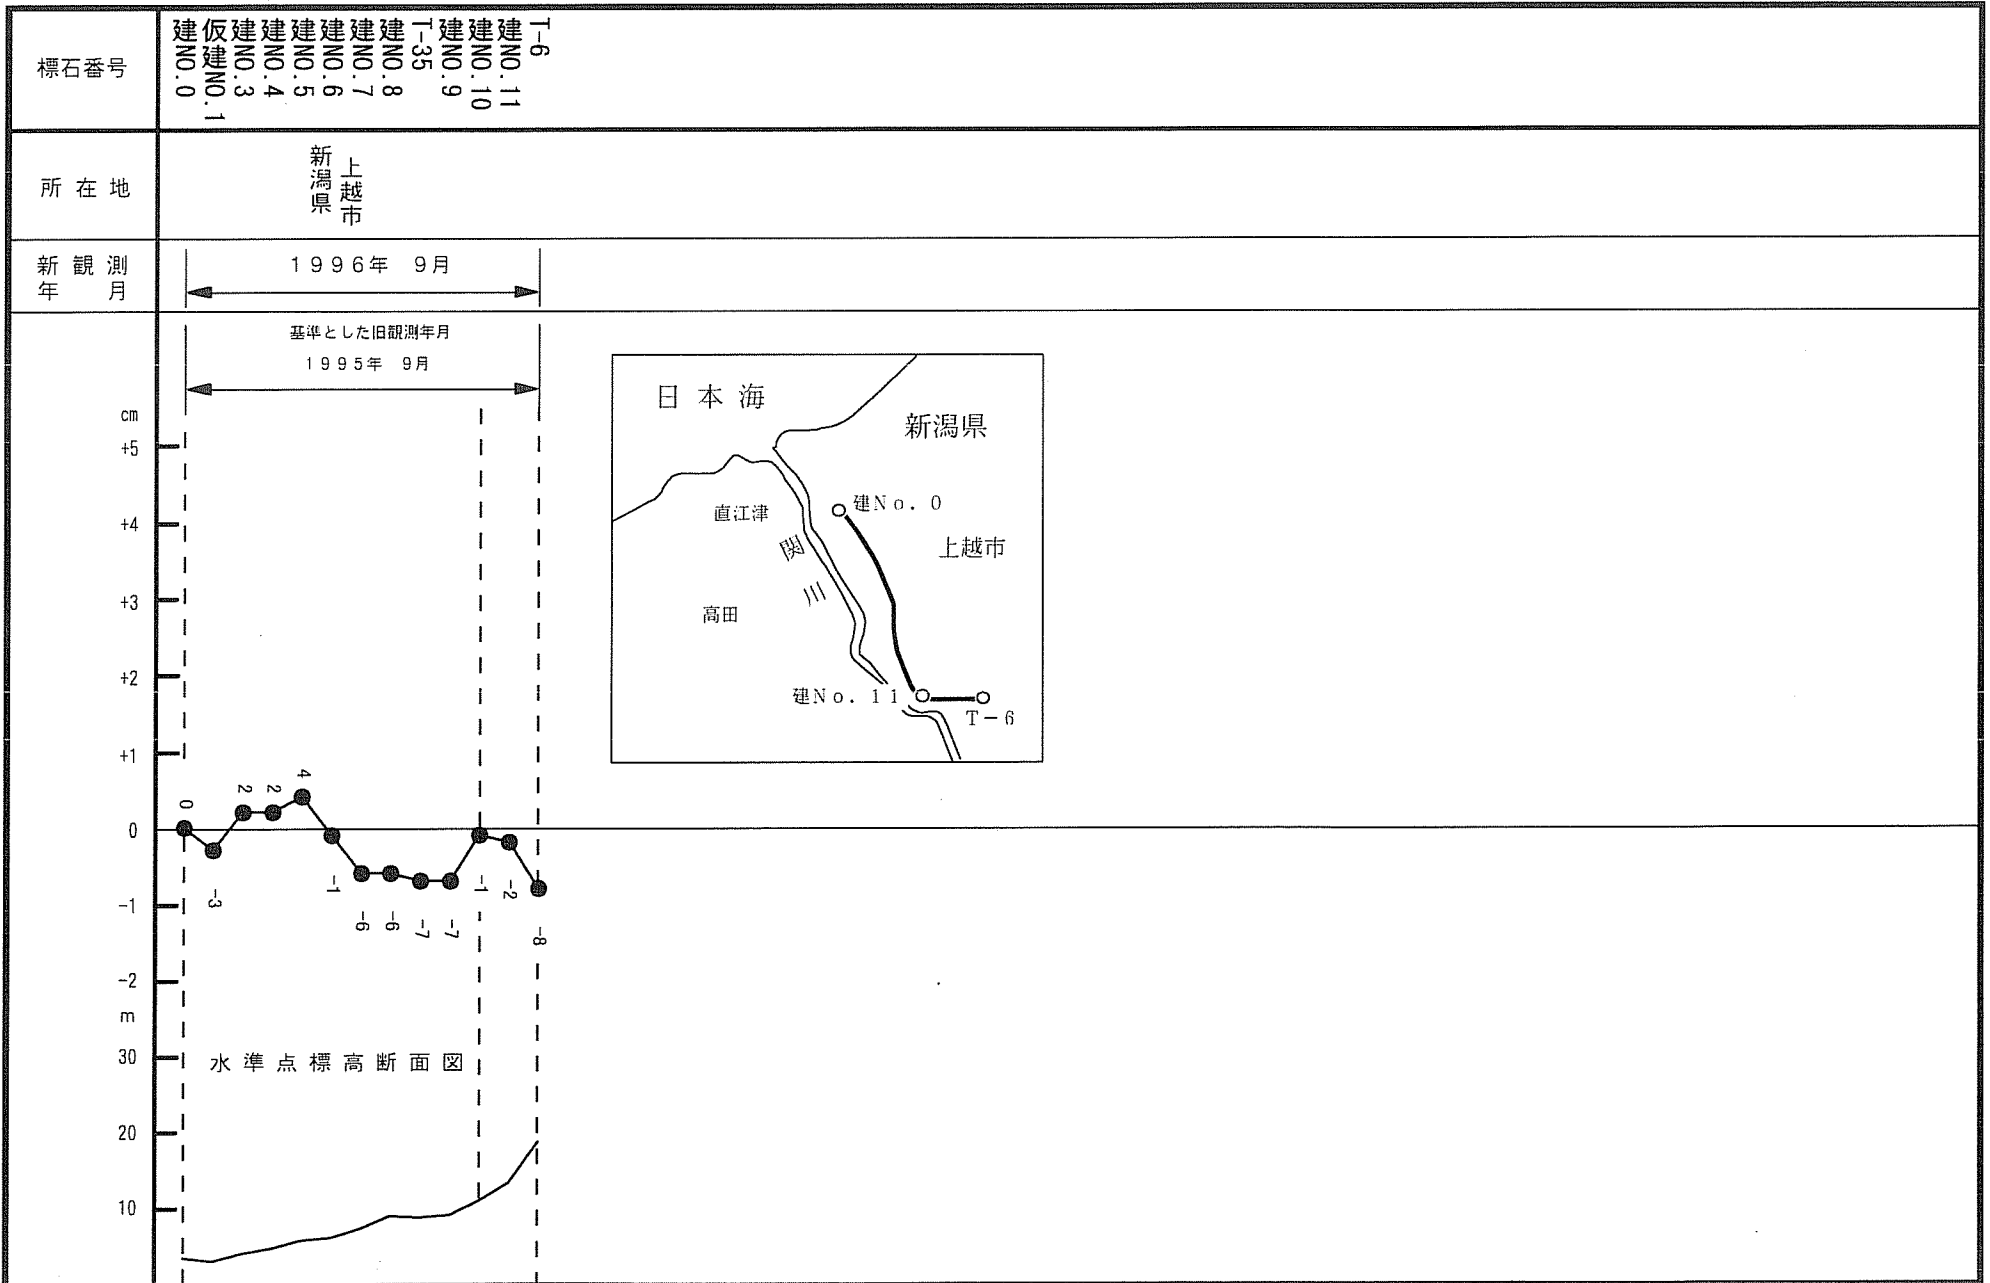 標石番号
建NO.0
仮建NO.1
建NO.3
建NO.4
建NO.5
建NO.6
建NO.7
建NO.8
T-35
建NO.9
建NO.10
建NO.11
T-6
所在地
新潟県
上越市
新観測
年　月
1996年 9月
基準とした旧観測年月
1995年 9月
cm
+5
+4
+3
+2
+1
0
-1
-2
0
-3
2
2
4
-1
-6
-6
-7
-7
-1
-2
-8
日本海
新潟県
建No.0
直江津
関川
上越市
高田
建No.11
T-6
m
30
20
10
水準点標高断面図